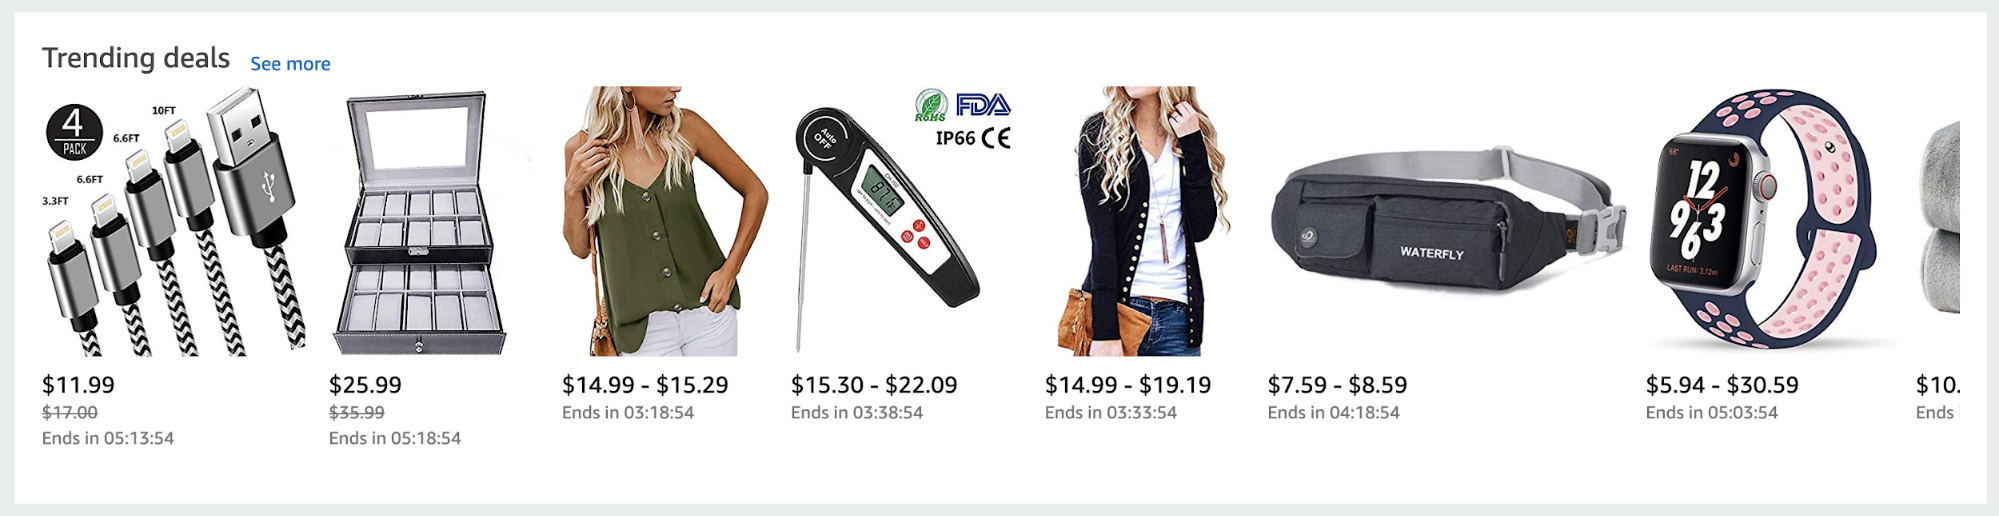 Trending deals See more
4
PACK
3.3FT
6.6FT
6.6FT
10FT
$11.99
$17.00
Ends in 05:13:54
$25.99
$35.99
Ends in 05:18:54
$14.99 - $15.29
Ends in 03:18:54
Auto
OFF
RoHS FDA
IP66 CE
$15.30 - $22.09
Ends in 03:38:54
$14.99 - $19.19
Ends in 03:33:54
WATERFLY
$7.59 - $8.59
Ends in 04:18:54
68°
12
9 3
6
LAST RUN: 3.12MI
$5.94 - $30.59
Ends in 05:03:54
$10.
Ends